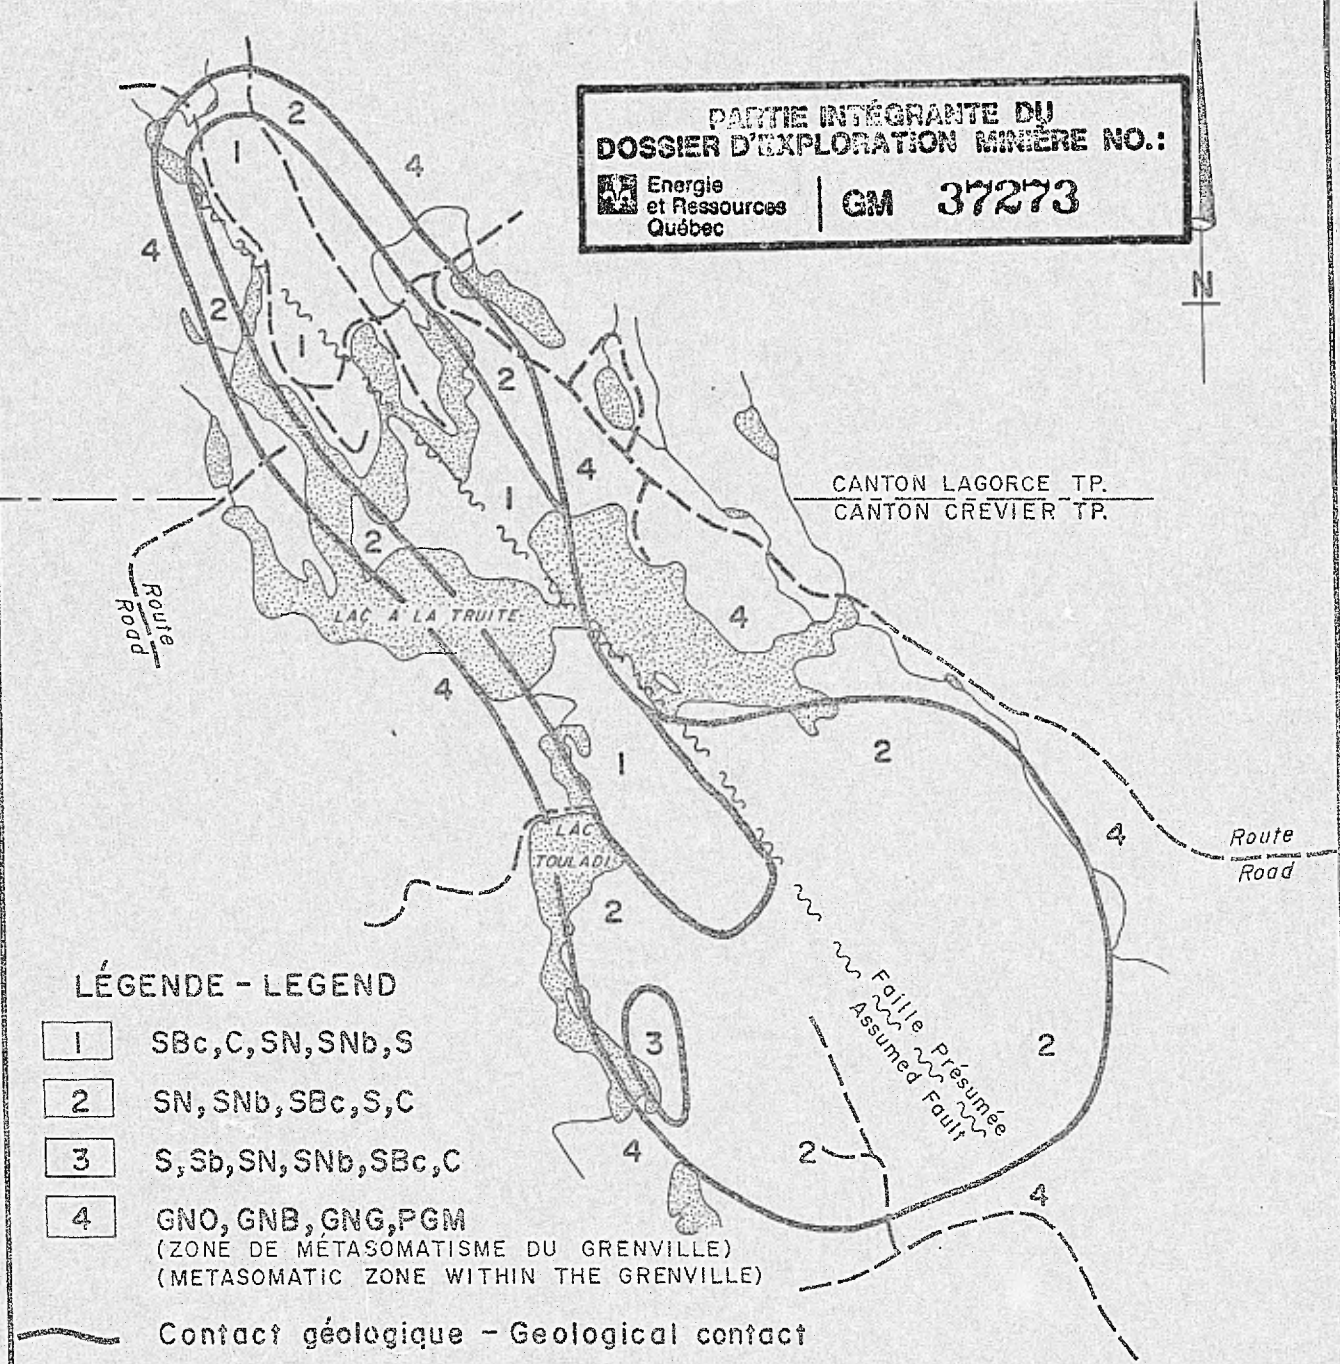 PARTIE INTÉGRANTE DU
DOSSIER D'EXPLORATION MINIÈRE NO.:
Energie
et Ressources
Québec
GM 37273
N
2
1
4
4
2
1
2
4
1
2
CANTON LAGORCE TP.
CANTON CREVIER TP.
Route
Road
LAC À LA TRUITE
4
4
1
2
4
Route
Road
LAC
TOULADI
2
Faille Présumée
Assumed Fault
3
2
4
2
4
LÉGENDE - LEGEND
1 SBc,C,SN,SNb,S
2 SN,SNb,SBc,S,C
3 S,Sb,SN,SNb,SBc,C
4 GNO,GNB,GNG,PGM
(ZONE DE MÉTASOMATISME DU GRENVILLE)
(METASOMATIC ZONE WITHIN THE GRENVILLE)
Contact géologique - Geological contact